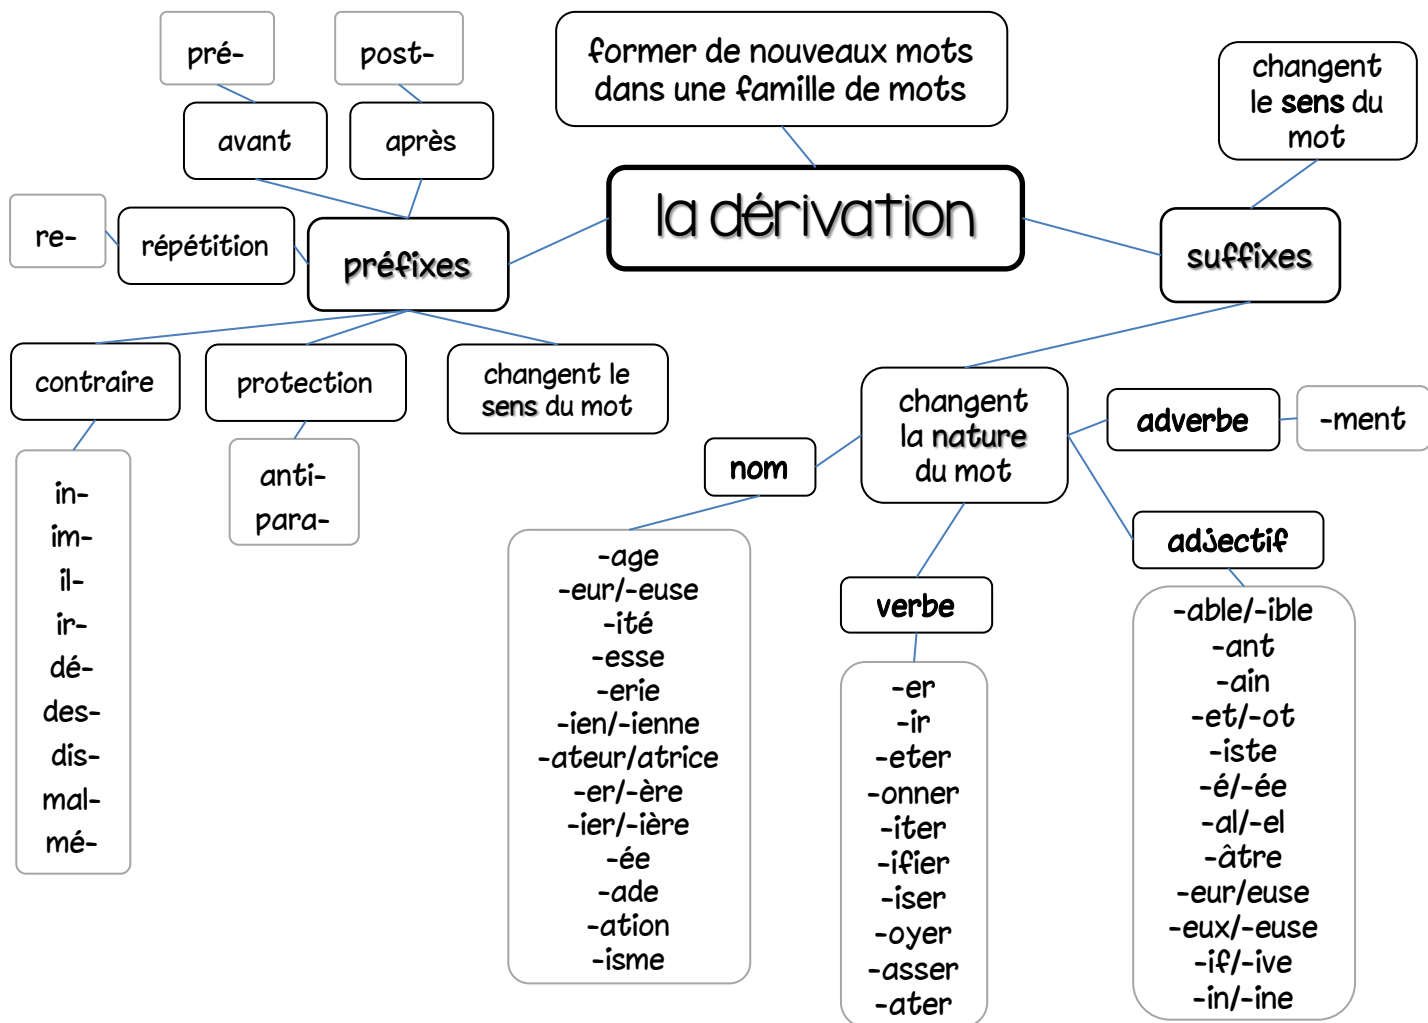 pré-
post-
former de nouveaux mots
dans une famille de mots
changent
le sens du
mot
avant
après
la dérivation
re-
répétition
préfixes
suffixes
contraire
protection
changent le
sens du mot
in-
im-
il-
ir-
dé-
des-
dis-
mal-
mé-
anti-
para-
changent
la nature
du mot
nom
-age
-eur/-euse
-ité
-esse
-erie
-ien/-ienne
-ateur/atrice
-er/-ère
-ier/-ière
-ée
-ade
-ation
-isme
verbe
-er
-ir
-eter
-onner
-iter
-ifier
-iser
-oyer
-asser
-ater
adverbe
-ment
adjectif
-able/-ible
-ant
-ain
-et/-ot
-iste
-é/-ée
-al/-el
-âtre
-eur/euse
-eux/-euse
-if/-ive
-in/-ine